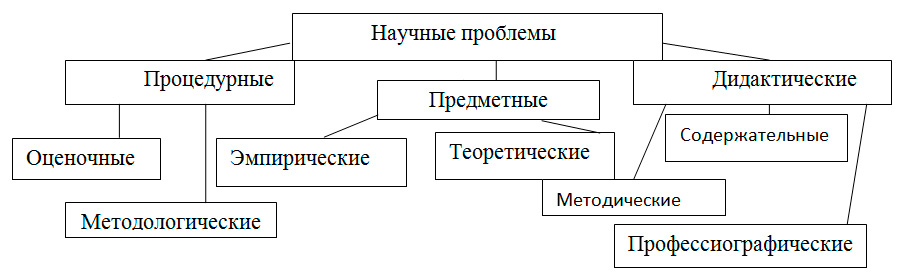 Научные проблемы
Процедурные
Предметные
Дидактические
Оценочные
Эмпирические
Теоретические
Содержательные
Методологические
Методические
Профессиографические